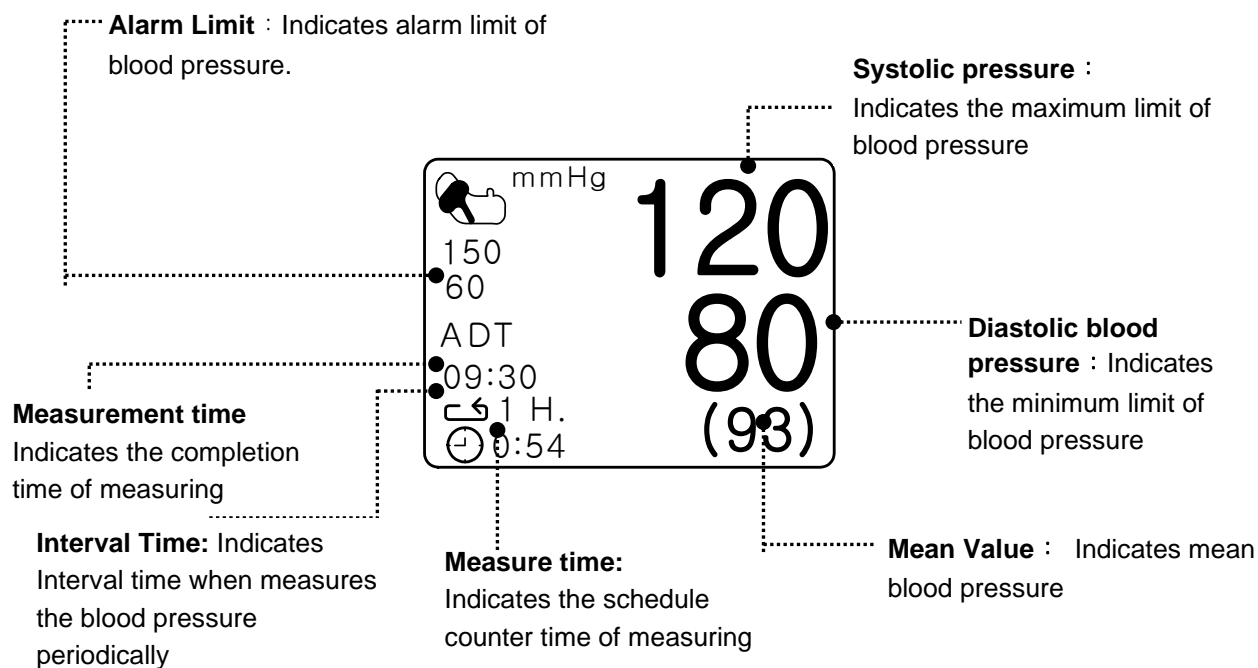 Alarm Limit：Indicates alarm limit of
blood pressure.
Systolic pressure：
Indicates the maximum limit of
blood pressure
mmHg
120
150
60
80
ADT
09:30
1 H.
0:54
(93)
Diastolic blood
pressure：Indicates
the minimum limit of
blood pressure
Measurement time
Indicates the completion
time of measuring
Interval Time: Indicates
Interval time when measures
the blood pressure
periodically
Measure time:
Indicates the schedule
counter time of measuring
Mean Value： Indicates mean
blood pressure